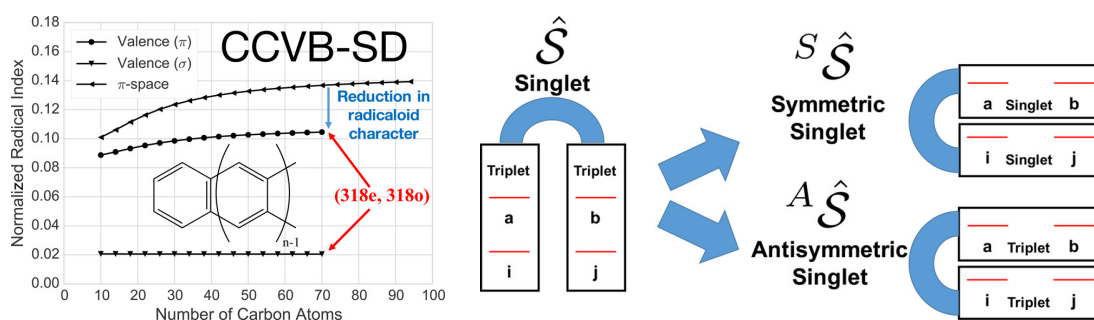 CCVB-SD
Normalized Radical Index
0.18
0.16
0.14
0.12
0.10
0.08
0.06
0.04
0.02
0.00
Valence (π)
Valence (σ)
π-space
Reduction in
radicaloid
character
(318e, 318o)
n-1
0 10 20 30 40 50 60 70 80 90 100
Number of Carbon Atoms
Ŝ
Singlet
Triplet
a
i
Triplet
b
j
S Ŝ
Symmetric
Singlet
a Singlet b
i Singlet j
A Ŝ
Antisymmetric
Singlet
a Triplet b
i Triplet j